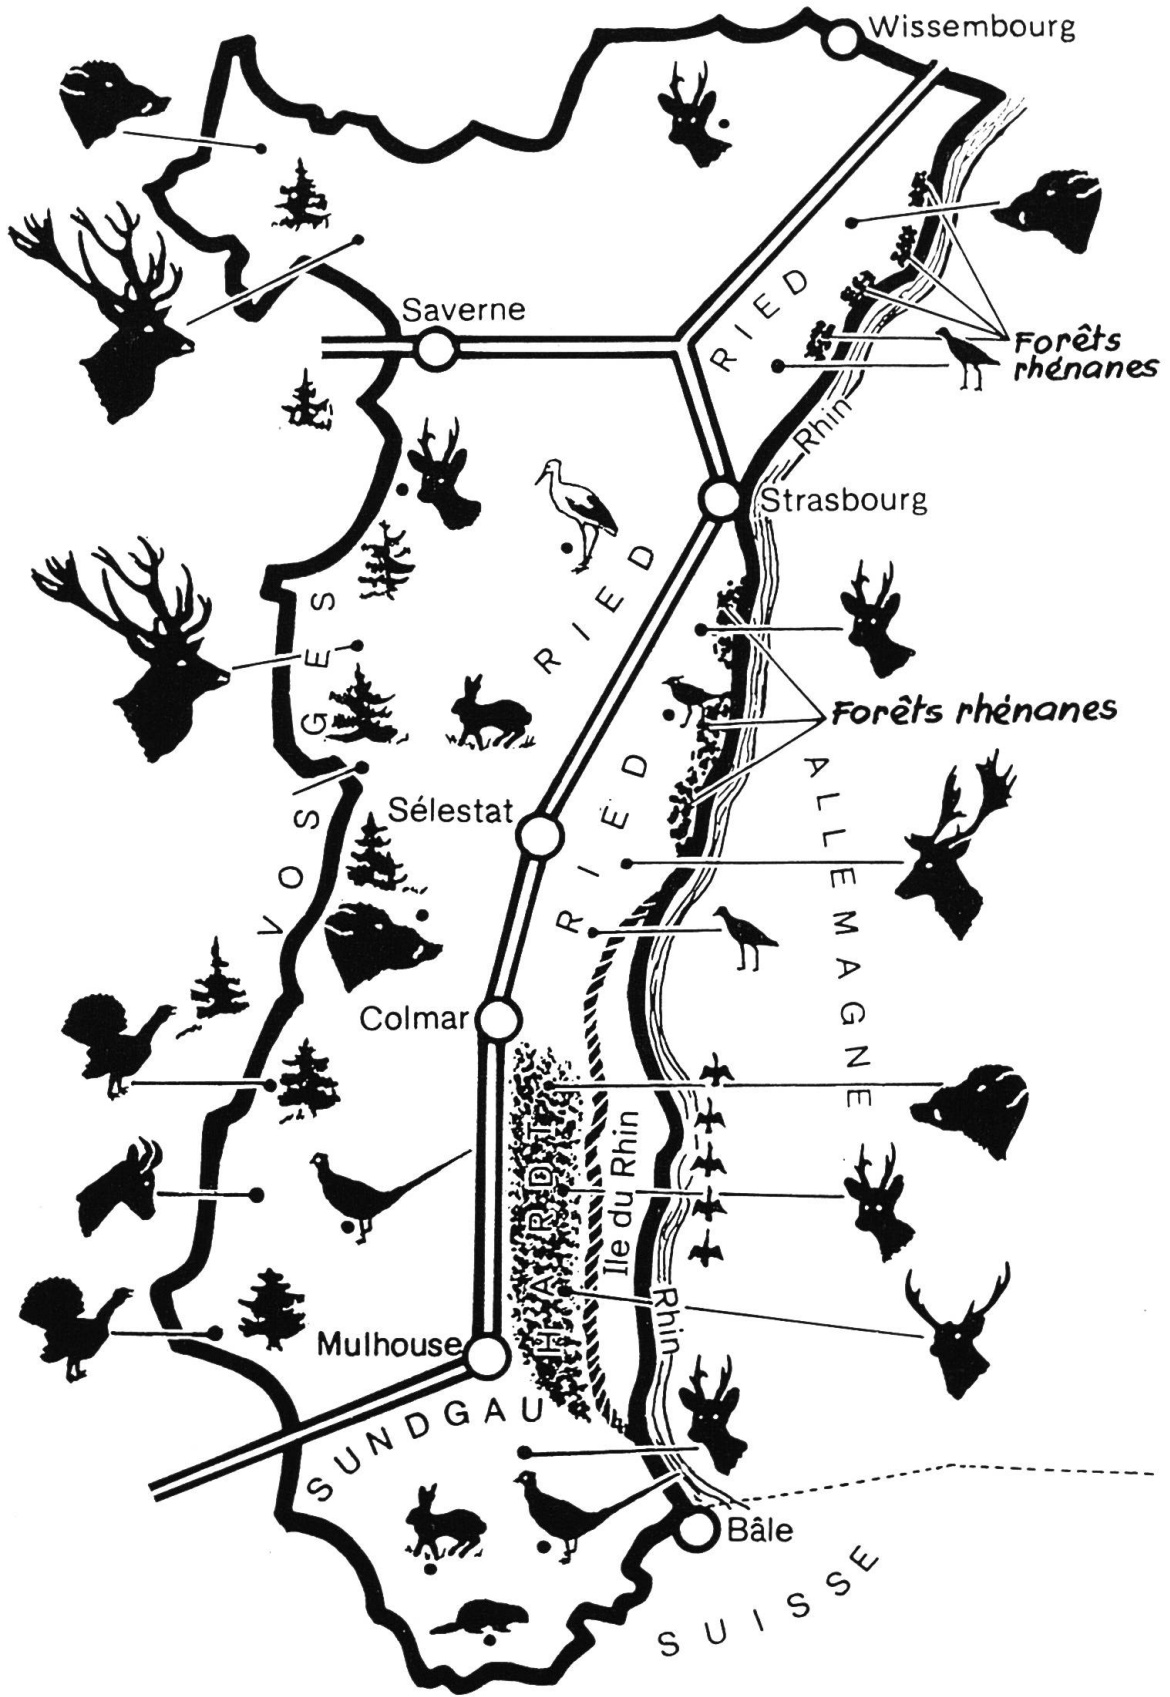 Wissembourg
Saverne
RIED
Forêts
rhénanes
Rhin
Strasbourg
RIED
VOSGES
Forêts rhénanes
RIED
Sélestat
ALLEMAGNE
Colmar
HARDT
Ile du Rhin
Rhin
Mulhouse
SUNDGAU
Bâle
SUISSE